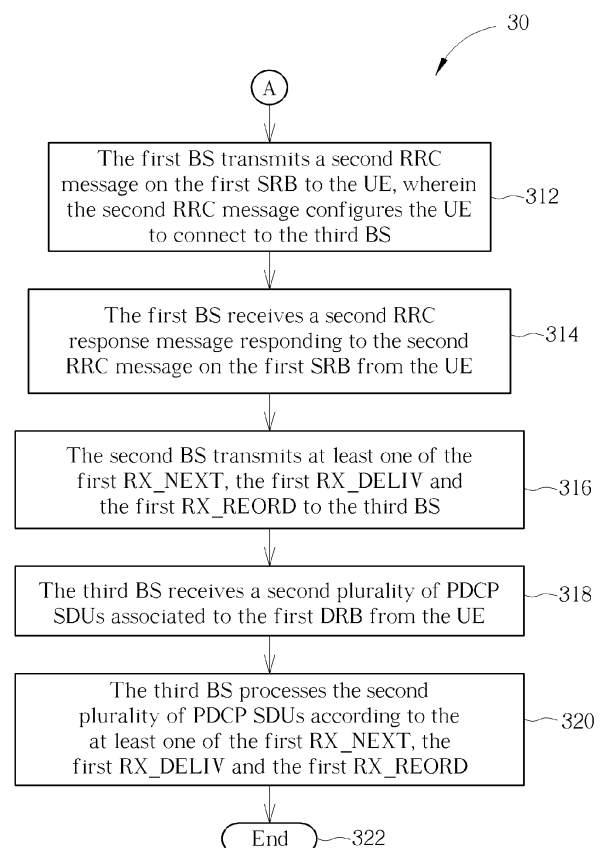 30
A
The first BS transmits a second RRC
message on the first SRB to the UE, wherein
the second RRC message configures the UE
to connect to the third BS
312
The first BS receives a second RRC
response message responding to the second
RRC message on the first SRB from the UE
314
The second BS transmits at least one of the
first RX_NEXT, the first RX_DELIV and
the first RX_REORD to the third BS
316
The third BS receives a second plurality of PDCP
SDUs associated to the first DRB from the UE
318
The third BS processes the second
plurality of PDCP SDUs according to the
at least one of the first RX_NEXT, the
first RX_DELIV and the first RX_REORD
320
End
322